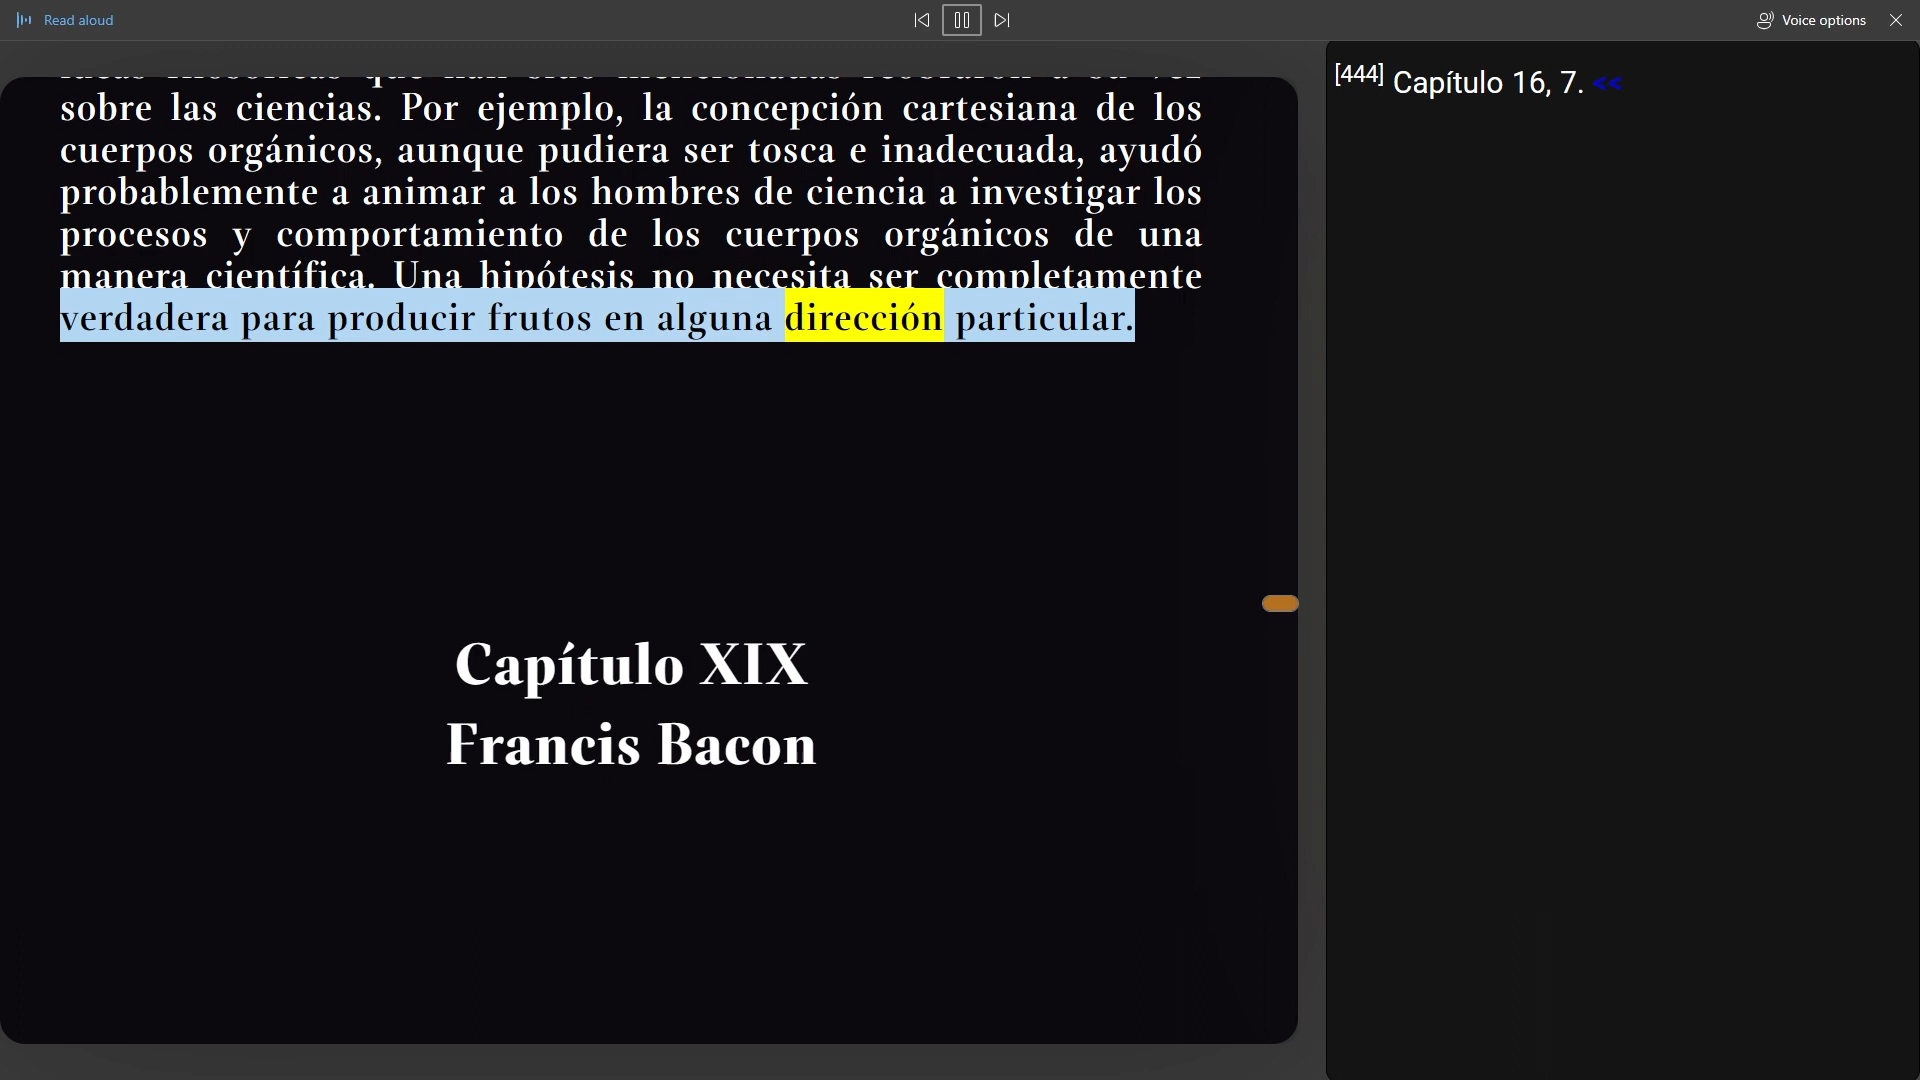 Read aloud
Voice options
sobre las ciencias. Por ejemplo, la concepción cartesiana de los
cuerpos orgánicos, aunque pudiera ser tosca e inadecuada, ayudó
probablemente a animar a los hombres de ciencia a investigar los
procesos y comportamiento de los cuerpos orgánicos de una
manera científica. Una hipótesis no necesita ser completamente
verdadera para producir frutos en alguna dirección particular.
Capítulo XIX
Francis Bacon
[444] Capítulo 16, 7. <<